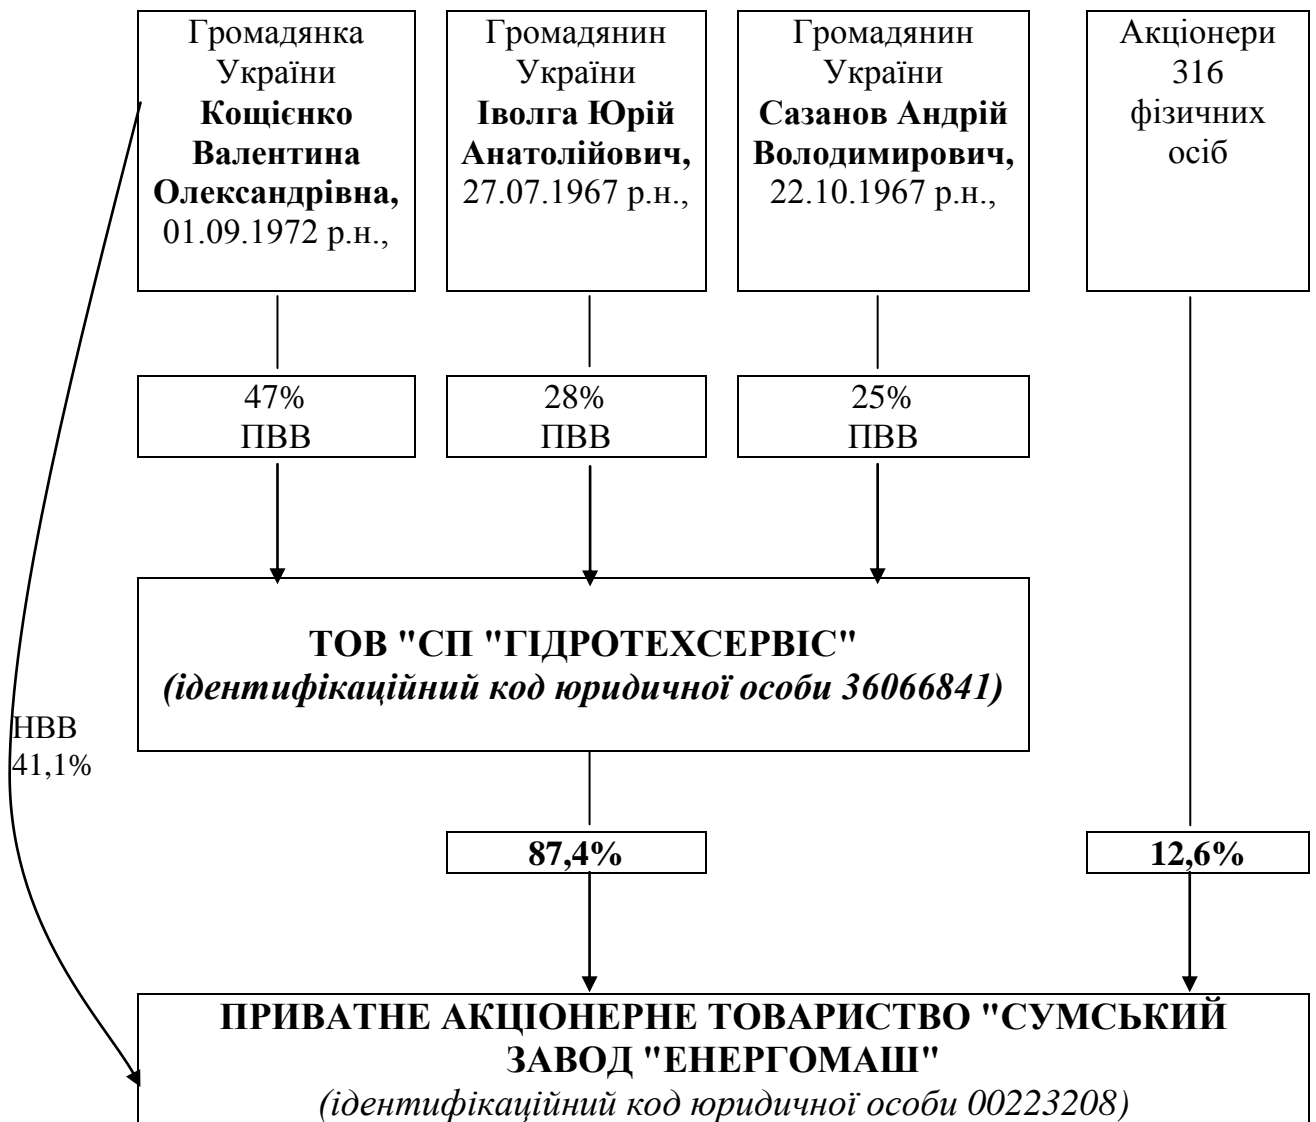 Громадянка
України
Кощієнко
Валентина
Олександрівна,
01.09.1972 р.н.,
Громадянин
України
Іволга Юрій
Анатолійович,
27.07.1967 р.н.,
Громадянин
України
Сазанов Андрій
Володимирович,
22.10.1967 р.н.,
Акціонери
316
фізичних
осіб
47%
ПВВ
28%
ПВВ
25%
ПВВ
ТОВ "СП "ГІДРОТЕХСЕРВІС"
(ідентифікаційний код юридичної особи 36066841)
НВВ
41,1%
87,4%
12,6%
ПРИВАТНЕ АКЦІОНЕРНЕ ТОВАРИСТВО "СУМСЬКИЙ
ЗАВОД "ЕНЕРГОМАШ"
(ідентифікаційний код юридичної особи 00223208)